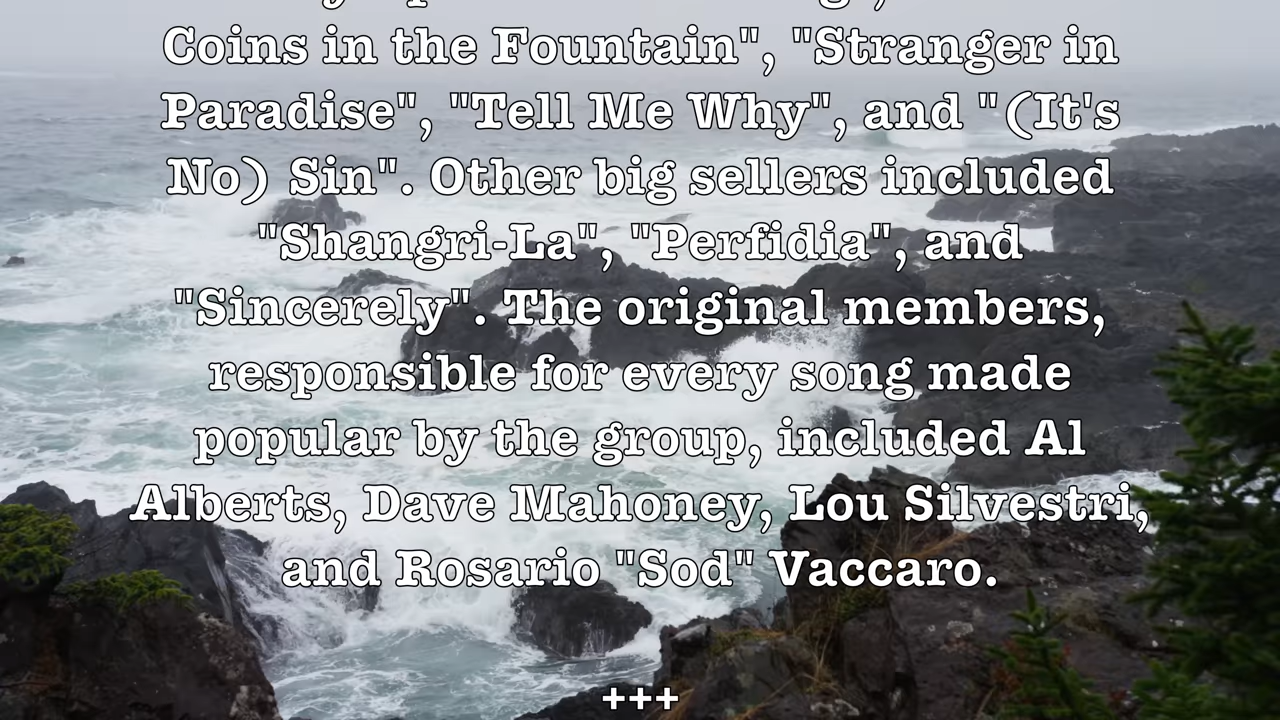 Coins in the Fountain", "Stranger in
Paradise", "Tell Me Why", and "(It's
No) Sin". Other big sellers included
"Shangri-La", "Perfidia", and
"Sincerely". The original members,
responsible for every song made
popular by the group, included Al
Alberts, Dave Mahoney, Lou Silvestri,
and Rosario "Sod" Vaccaro.
+++